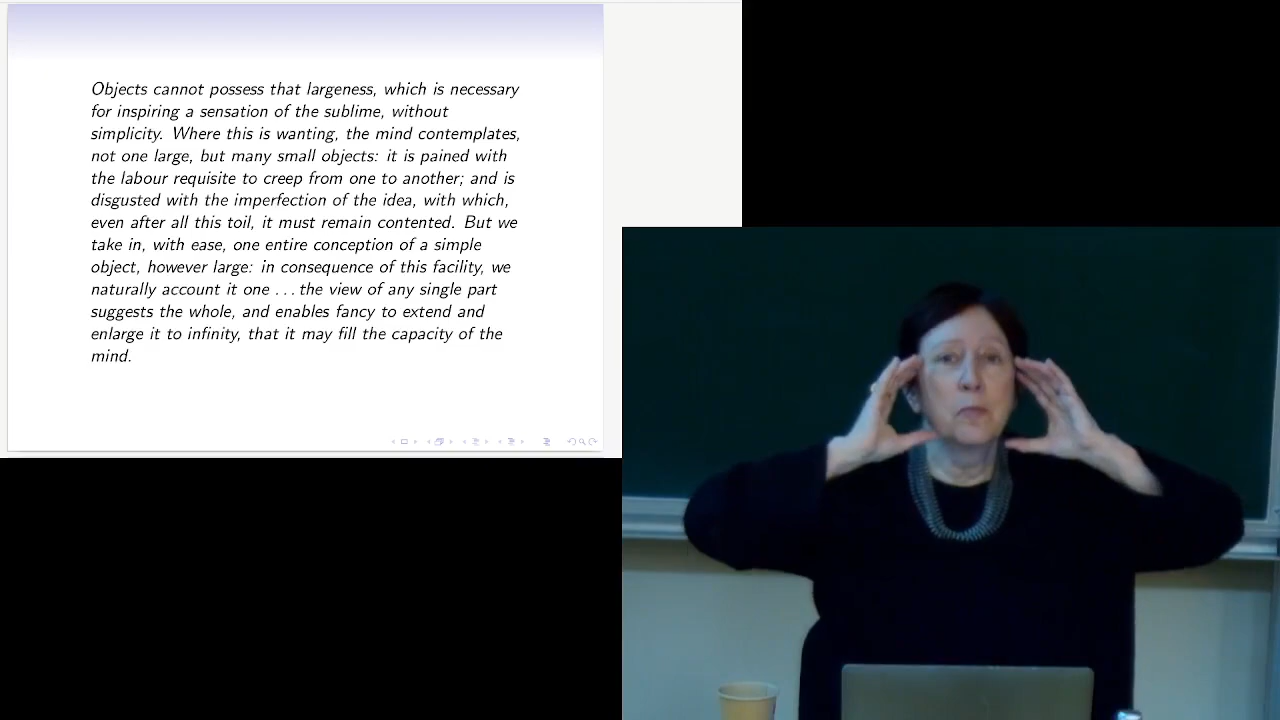 Objects cannot possess that largeness, which is necessary
for inspiring a sensation of the sublime, without
simplicity. Where this is wanting, the mind contemplates,
not one large, but many small objects: it is pained with
the labour requisite to creep from one to another; and is
disgusted with the imperfection of the idea, with which,
even after all this toil, it must remain contented. But we
take in, with ease, one entire conception of a simple
object, however large: in consequence of this facility, we
naturally account it one . . . the view of any single part
suggests the whole, and enables fancy to extend and
enlarge it to infinity, that it may fill the capacity of the
mind.